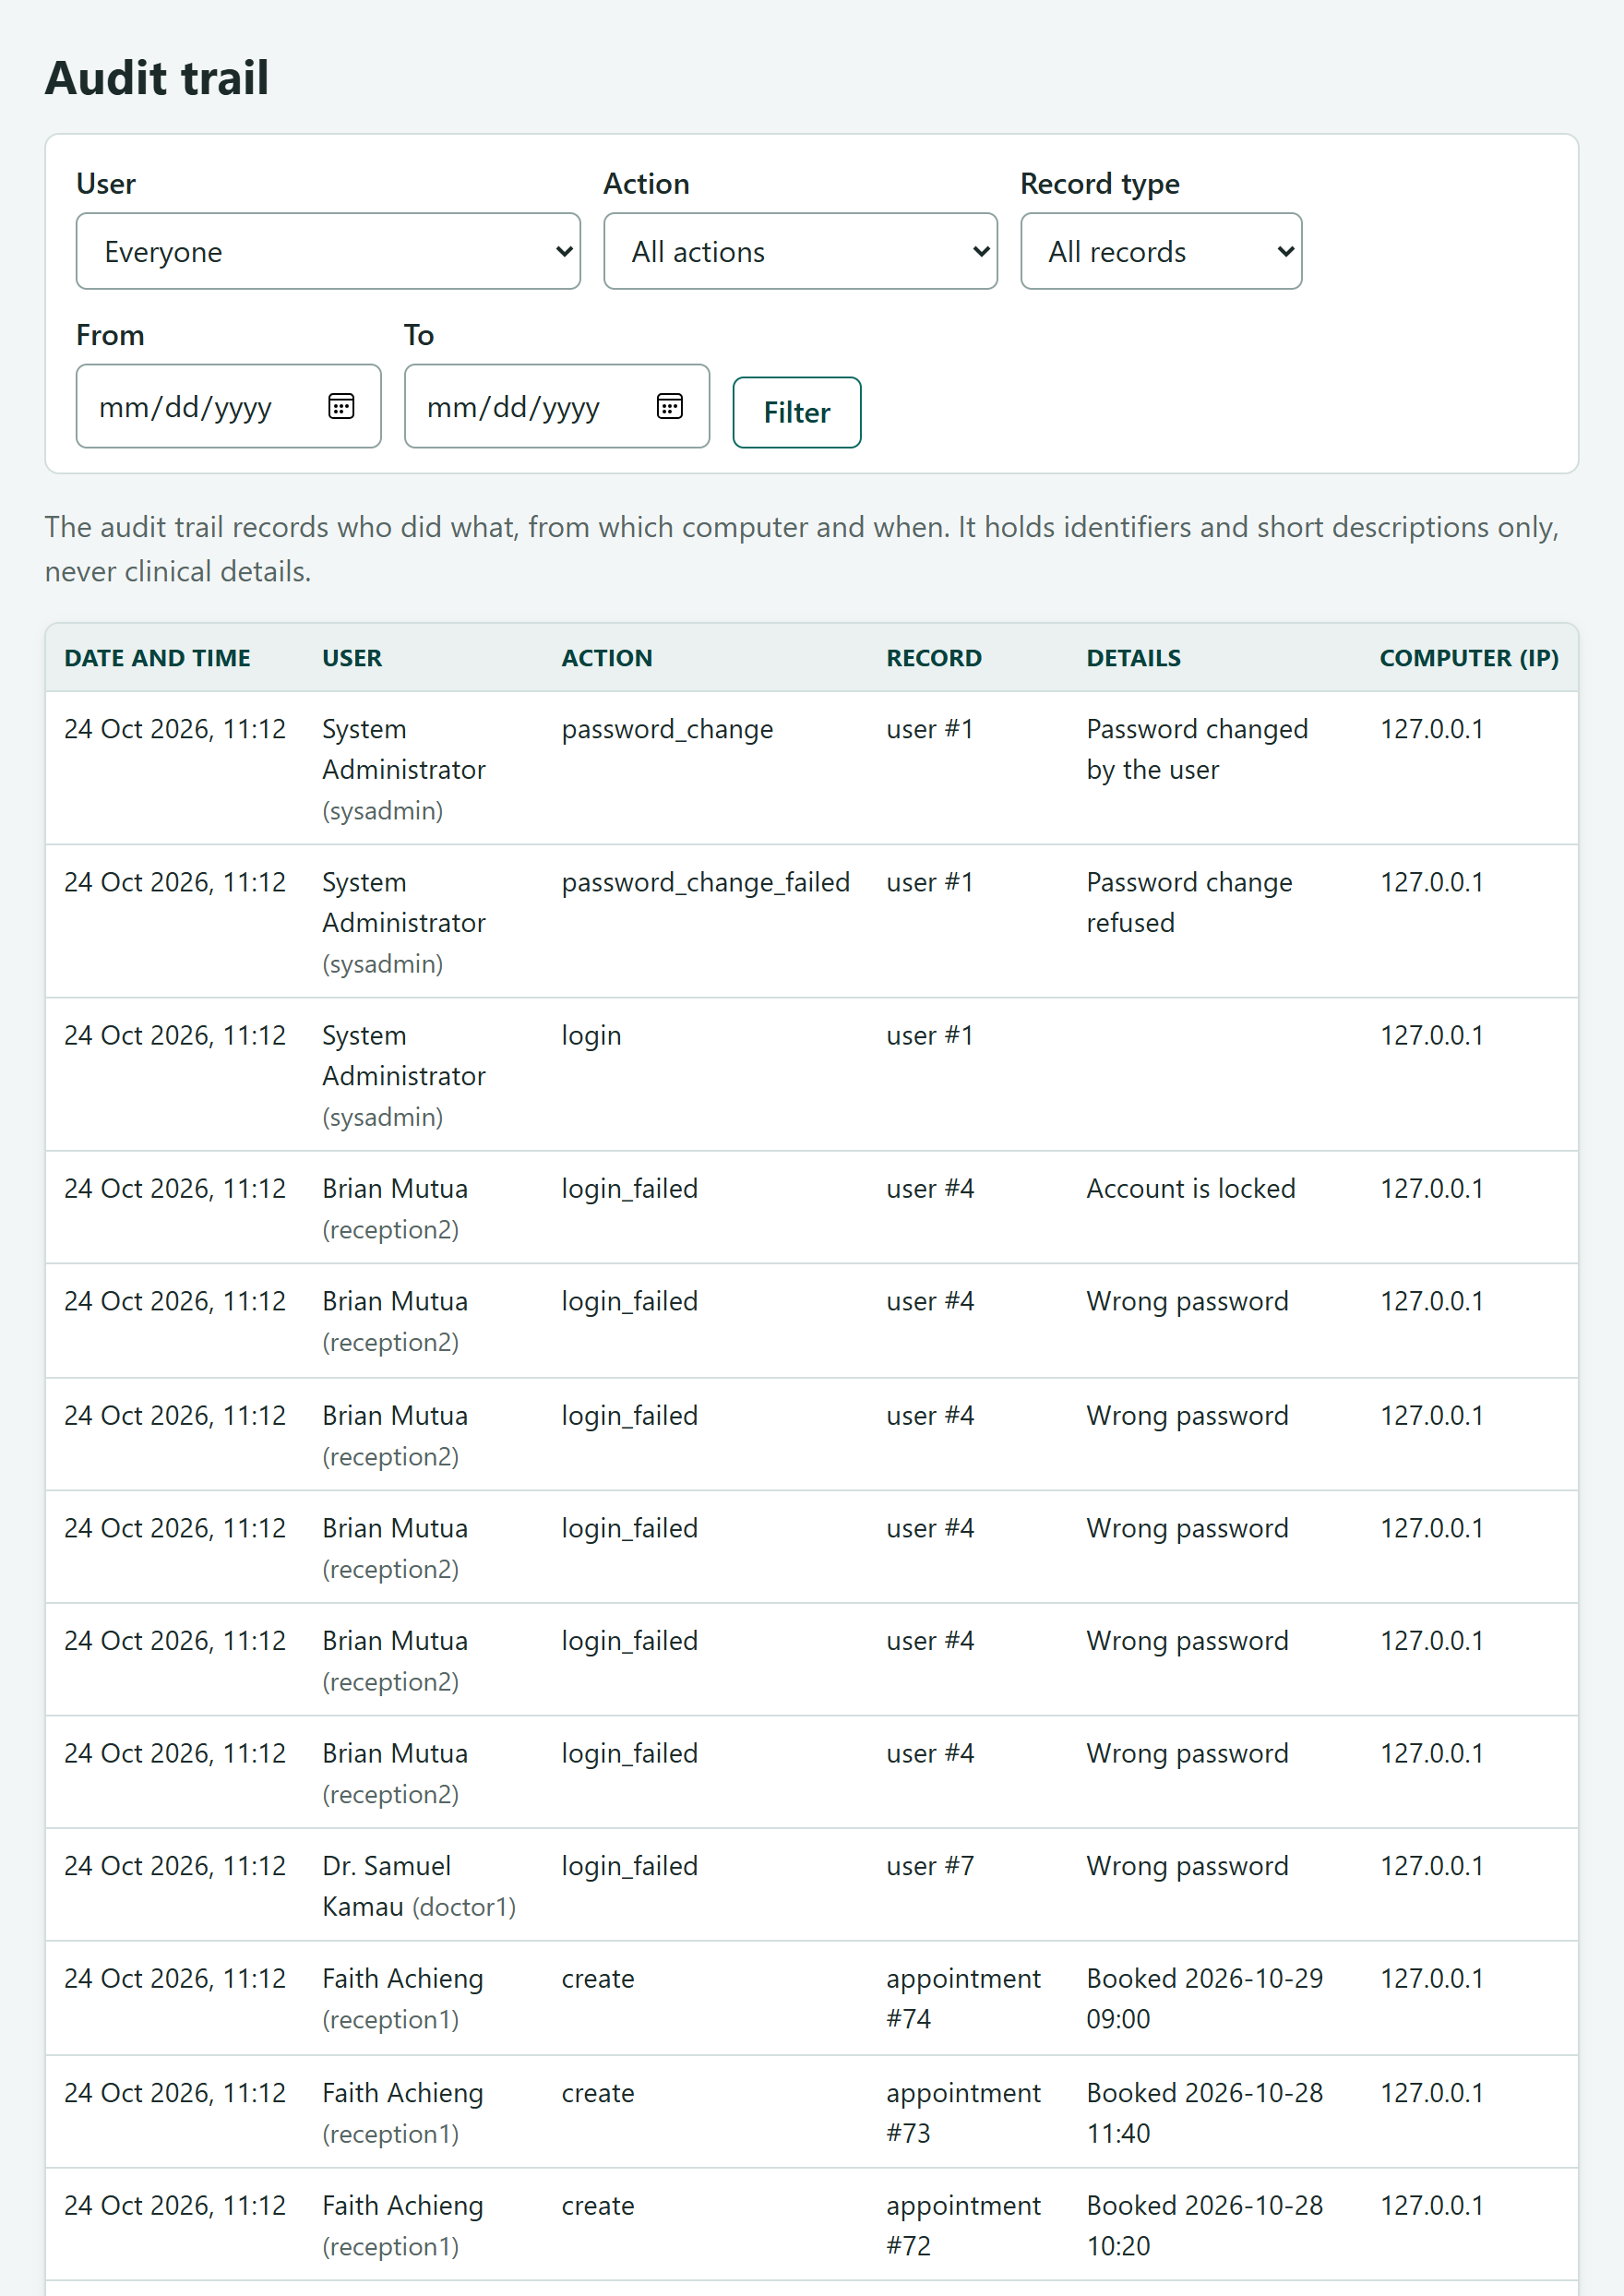 Audit trail
User Action Record type
Everyone All actions All records
From To
mm/dd/yyyy mm/dd/yyyy Filter
The audit trail records who did what, from which computer and when. It holds identifiers and short descriptions only,
never clinical details.
DATE AND TIME USER ACTION RECORD DETAILS COMPUTER (IP)
24 Oct 2026, 11:12 System password_change user #1 Password changed 127.0.0.1
Administrator by the user
(sysadmin)
24 Oct 2026, 11:12 System password_change_failed user #1 Password change 127.0.0.1
Administrator refused
(sysadmin)
24 Oct 2026, 11:12 System login user #1 127.0.0.1
Administrator
(sysadmin)
24 Oct 2026, 11:12 Brian Mutua login_failed user #4 Account is locked 127.0.0.1
(reception2)
24 Oct 2026, 11:12 Brian Mutua login_failed user #4 Wrong password 127.0.0.1
(reception2)
24 Oct 2026, 11:12 Brian Mutua login_failed user #4 Wrong password 127.0.0.1
(reception2)
24 Oct 2026, 11:12 Brian Mutua login_failed user #4 Wrong password 127.0.0.1
(reception2)
24 Oct 2026, 11:12 Brian Mutua login_failed user #4 Wrong password 127.0.0.1
(reception2)
24 Oct 2026, 11:12 Brian Mutua login_failed user #4 Wrong password 127.0.0.1
(reception2)
24 Oct 2026, 11:12 Dr. Samuel login_failed user #7 Wrong password 127.0.0.1
Kamau (doctor1)
24 Oct 2026, 11:12 Faith Achieng create appointment Booked 2026-10-29 127.0.0.1
(reception1) #74 09:00
24 Oct 2026, 11:12 Faith Achieng create appointment Booked 2026-10-28 127.0.0.1
(reception1) #73 11:40
24 Oct 2026, 11:12 Faith Achieng create appointment Booked 2026-10-28 127.0.0.1
(reception1) #72 10:20